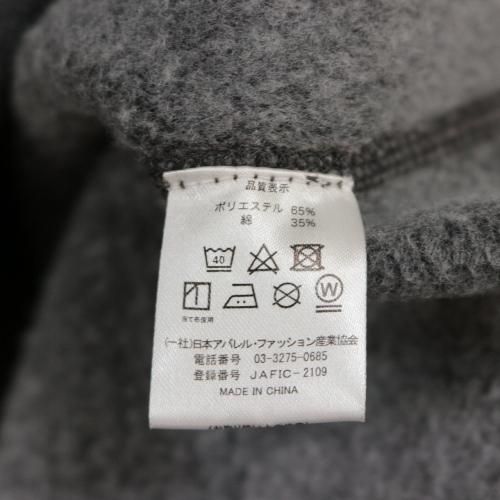 品質表示
ポリエステル 65%
綿 35%
40
W
当て布使用
(一社)日本アパレル・ファッション産業協会
電話番号 03-3275-0685
登録番号 JAFIC-2109
MADE IN CHINA